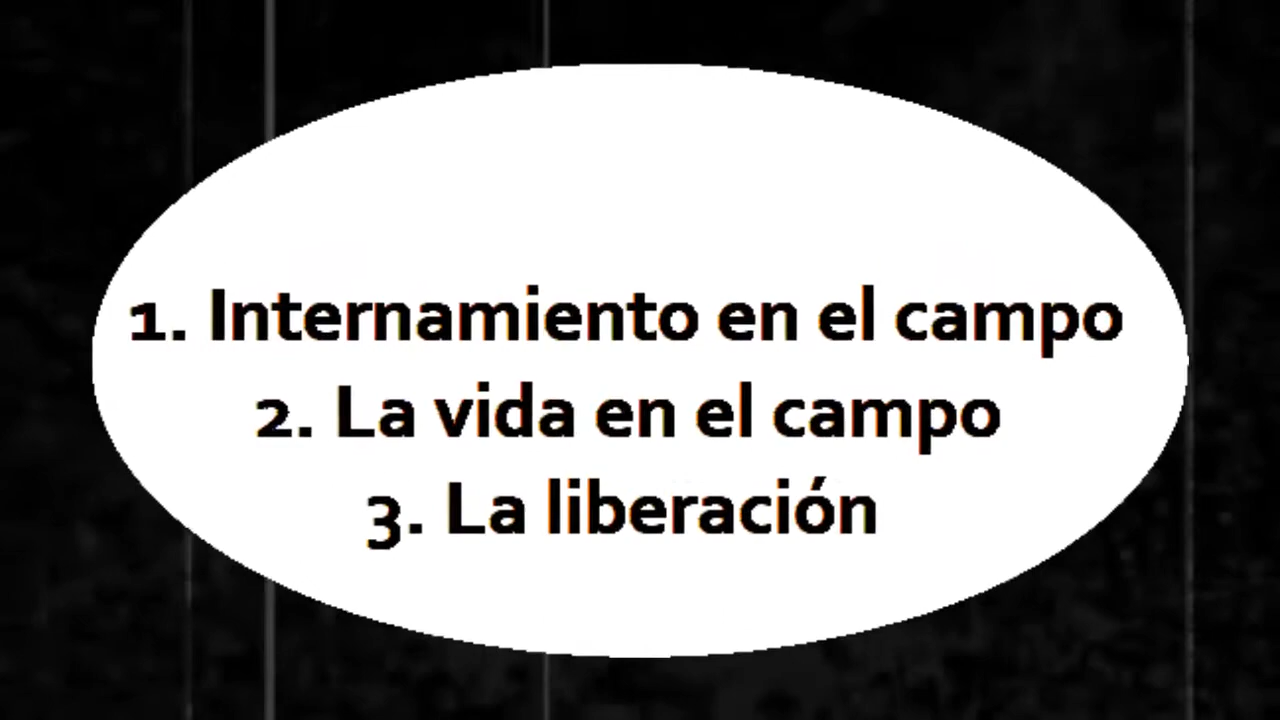 1. Internamiento en el campo
2. La vida en el campo
3. La liberación